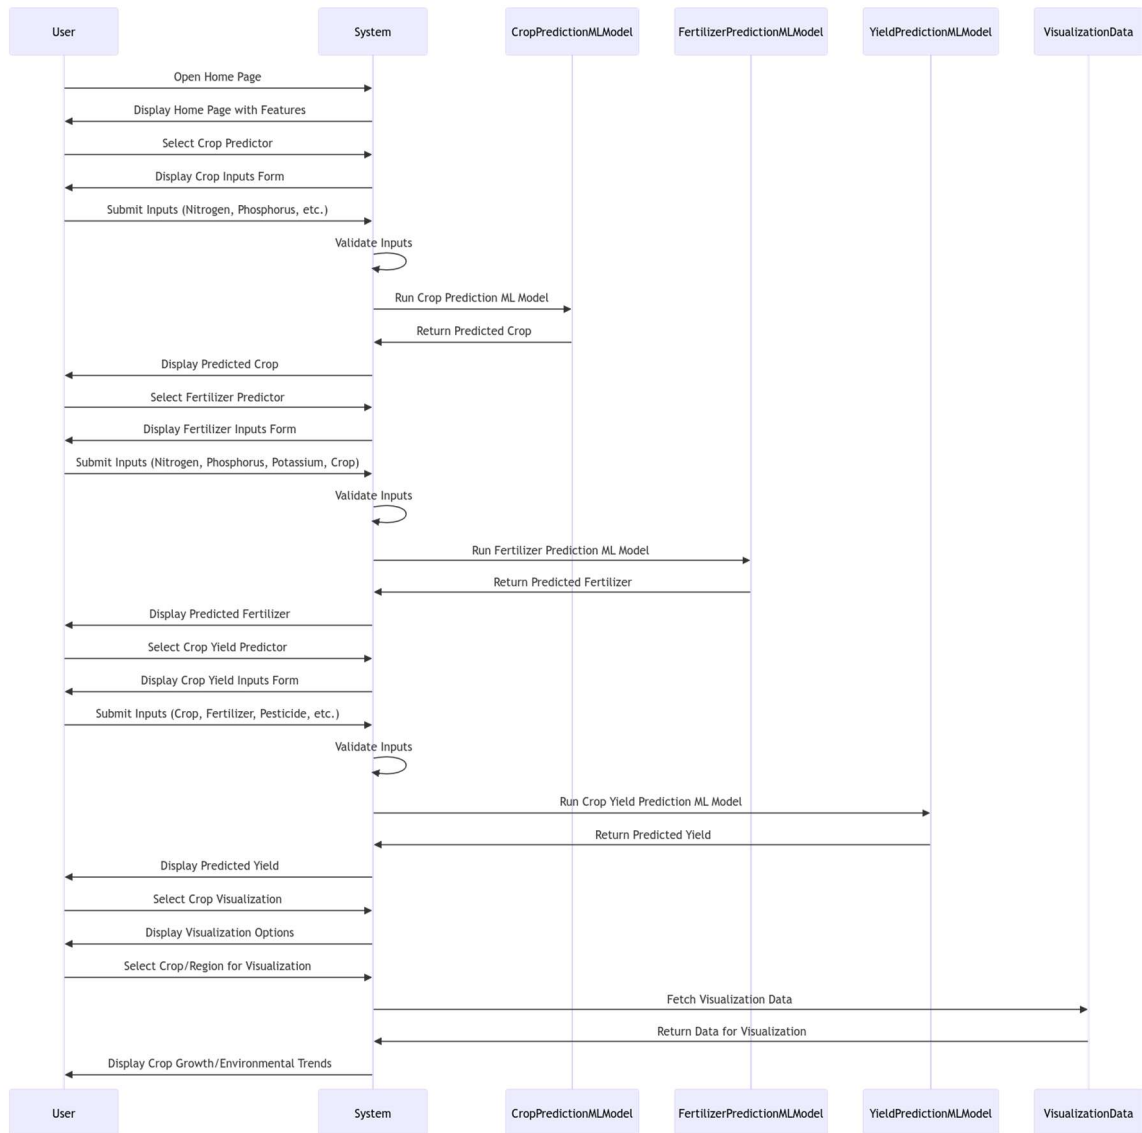 User
System
CropPredictionMLModel
FertilizerPredictionMLModel
YieldPredictionMLModel
VisualizationData
Open Home Page
Display Home Page with Features
Select Crop Predictor
Display Crop Inputs Form
Submit Inputs (Nitrogen, Phosphorus, etc.)
Validate Inputs
Run Crop Prediction ML Model
Return Predicted Crop
Display Predicted Crop
Select Fertilizer Predictor
Display Fertilizer Inputs Form
Submit Inputs (Nitrogen, Phosphorus, Potassium, Crop)
Validate Inputs
Run Fertilizer Prediction ML Model
Return Predicted Fertilizer
Display Predicted Fertilizer
Select Crop Yield Predictor
Display Crop Yield Inputs Form
Submit Inputs (Crop, Fertilizer, Pesticide, etc.)
Validate Inputs
Run Crop Yield Prediction ML Model
Return Predicted Yield
Display Predicted Yield
Select Crop Visualization
Display Visualization Options
Select Crop/Region for Visualization
Fetch Visualization Data
Return Data for Visualization
Display Crop Growth/Environmental Trends
User
System
CropPredictionMLModel
FertilizerPredictionMLModel
YieldPredictionMLModel
VisualizationData